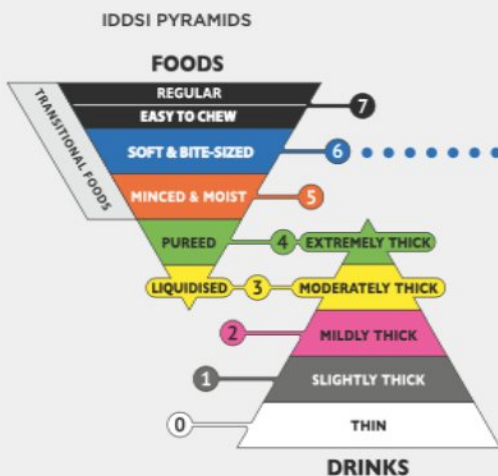 IDDSI PYRAMIDS
FOODS
TRANSITIONAL FOODS
REGULAR
7
EASY TO CHEW
SOFT & BITE-SIZED
6
MINCED & MOIST
5
PUREED
4
EXTREMELY THICK
LIQUIDISED
3
MODERATELY THICK
2
MILDLY THICK
1
SLIGHTLY THICK
0
THIN
DRINKS